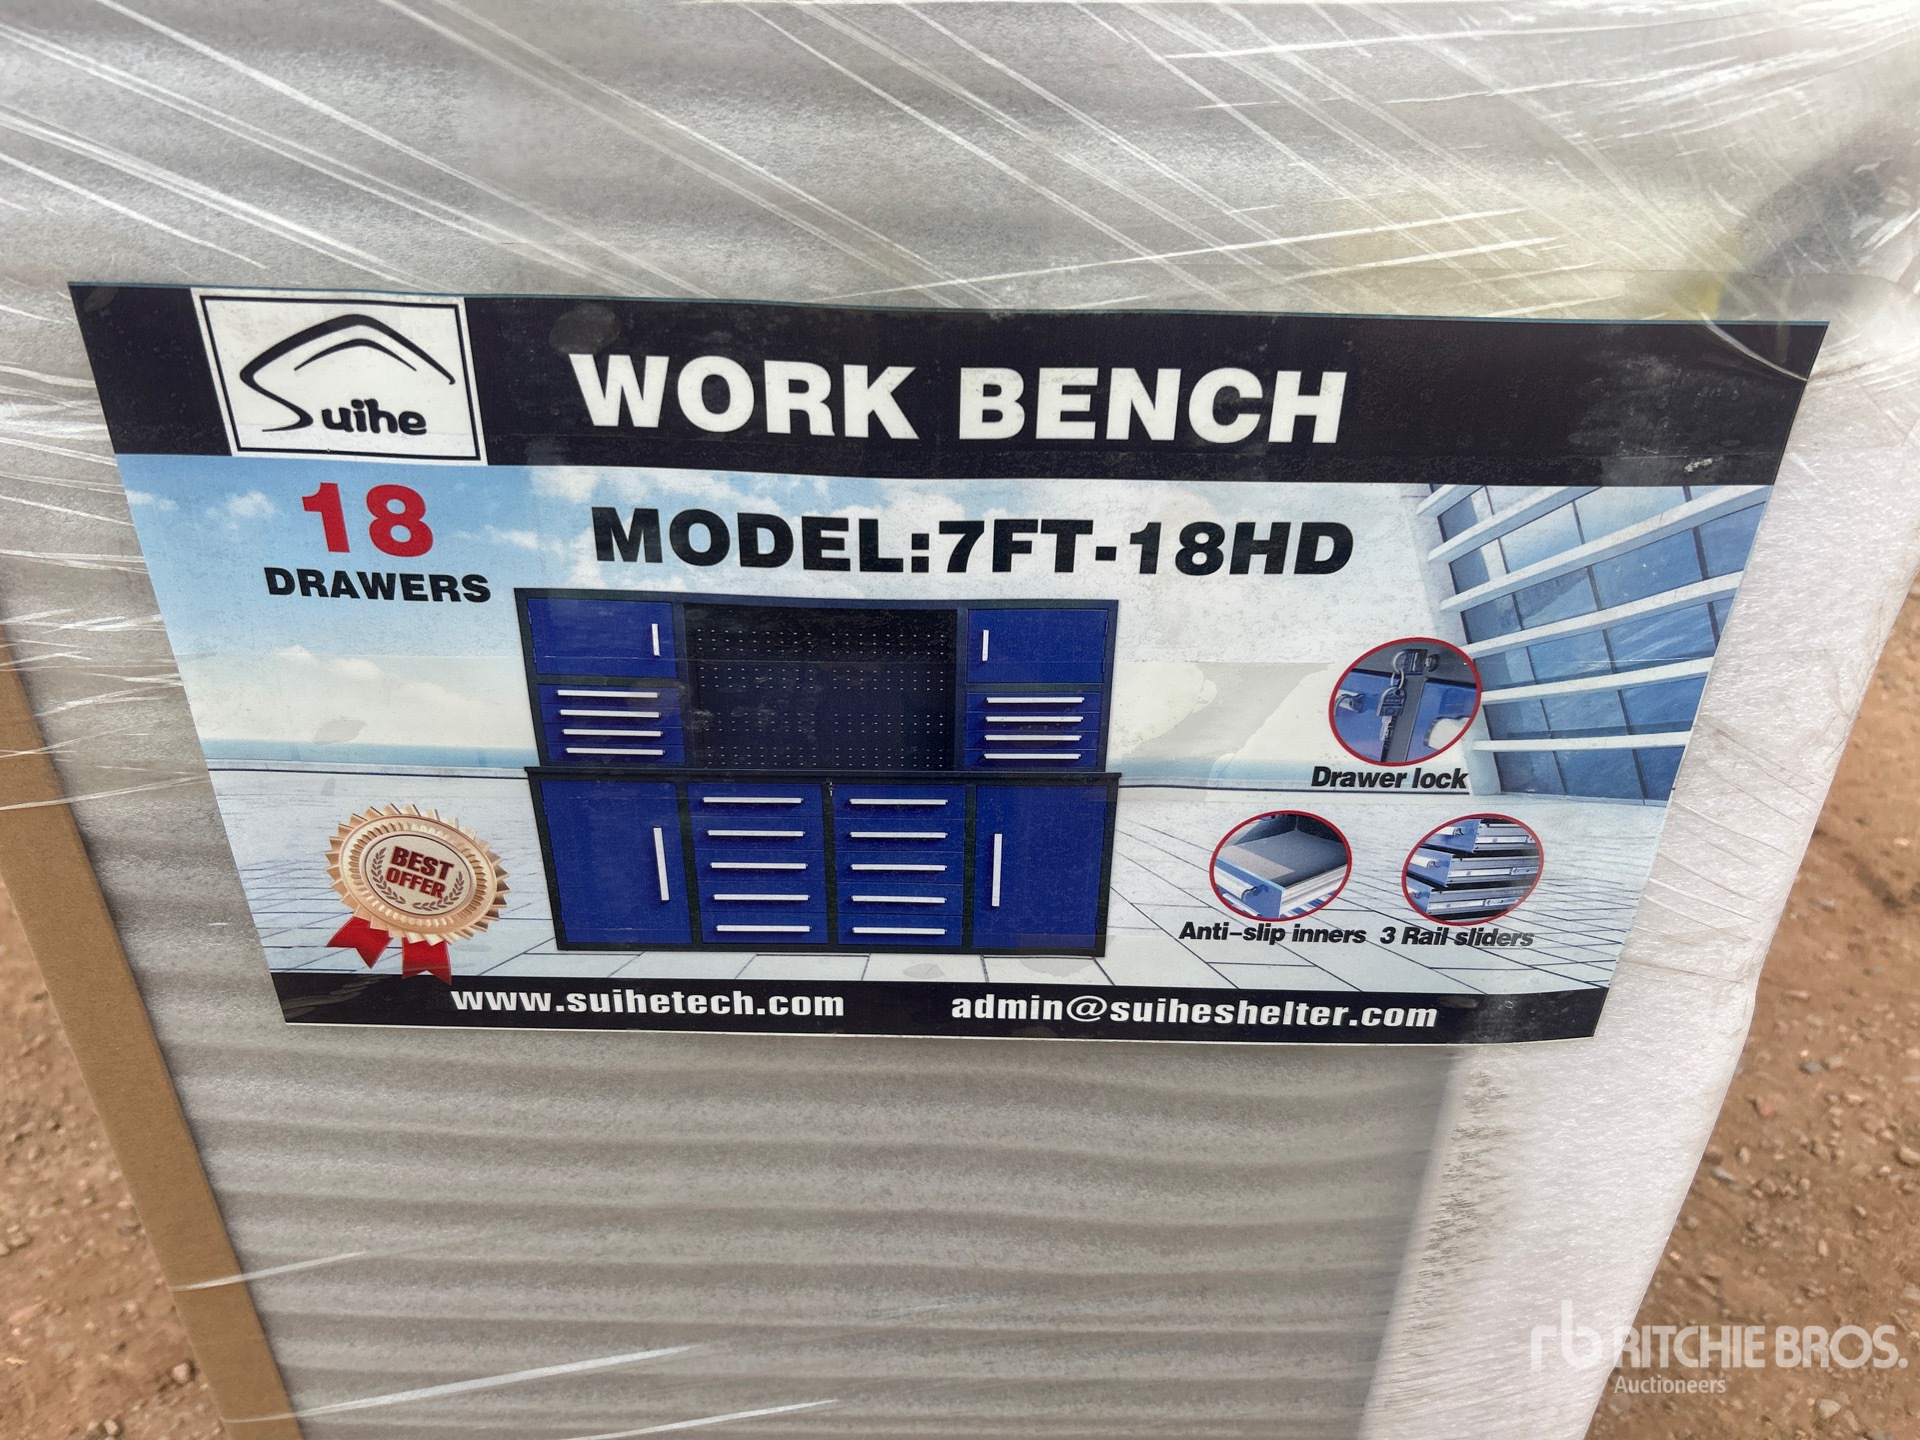 Suihe
WORK BENCH
18
DRAWERS
MODEL:7FT-18HD
Drawer lock
BEST
OFFER
Anti-slip inners
3 Rail sliders
www.suihetech.com
admin@suiheshelter.com
rb RITCHIE BROS.
Auctioneers